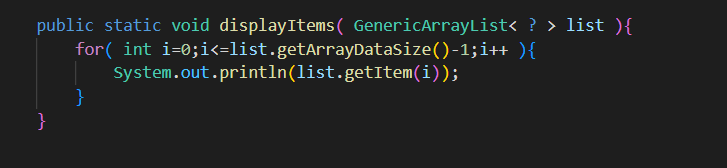 public static void displayItems( GenericArrayList< ? > list ){
for( int i=0;i<=list.getArrayDataSize()-1;i++ ){
System.out.println(list.getItem(i));
}
}